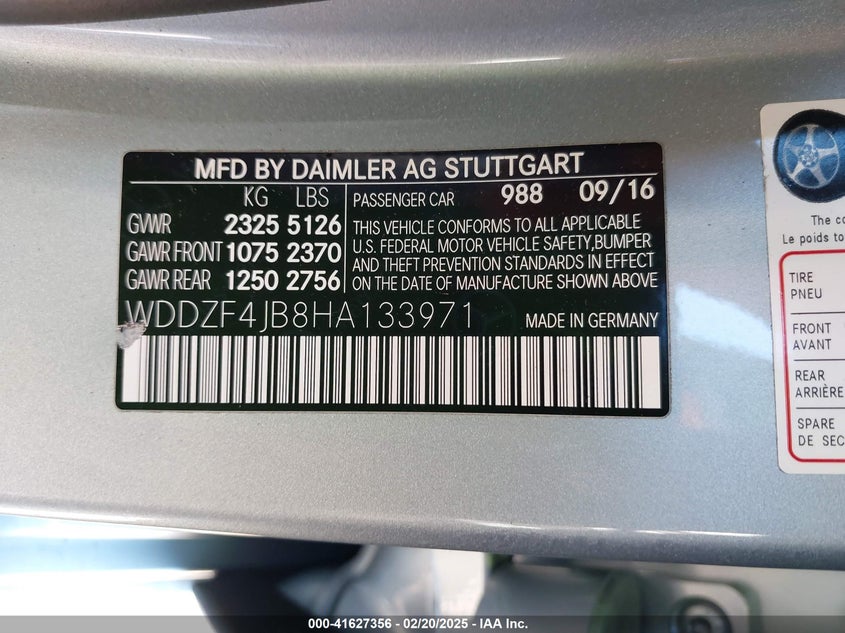 MFD BY DAIMLER AG STUTTGART
KG LBS
GVWR 2325 5126
GAWR FRONT 1075 2370
GAWR REAR 1250 2756
PASSENGER CAR 988 09/16
THIS VEHICLE CONFORMS TO ALL APPLICABLE
U.S. FEDERAL MOTOR VEHICLE SAFETY,BUMPER
AND THEFT PREVENTION STANDARDS IN EFFECT
ON THE DATE OF MANUFACTURE SHOWN ABOVE
WDDZF4JB8HA133971 MADE IN GERMANY
The co
Le poids to
TIRE
PNEU
FRONT
AVANT
REAR
ARRIÈRE
SPARE
DE SEC
000-41627356 — 02/20/2025 — IAA Inc.